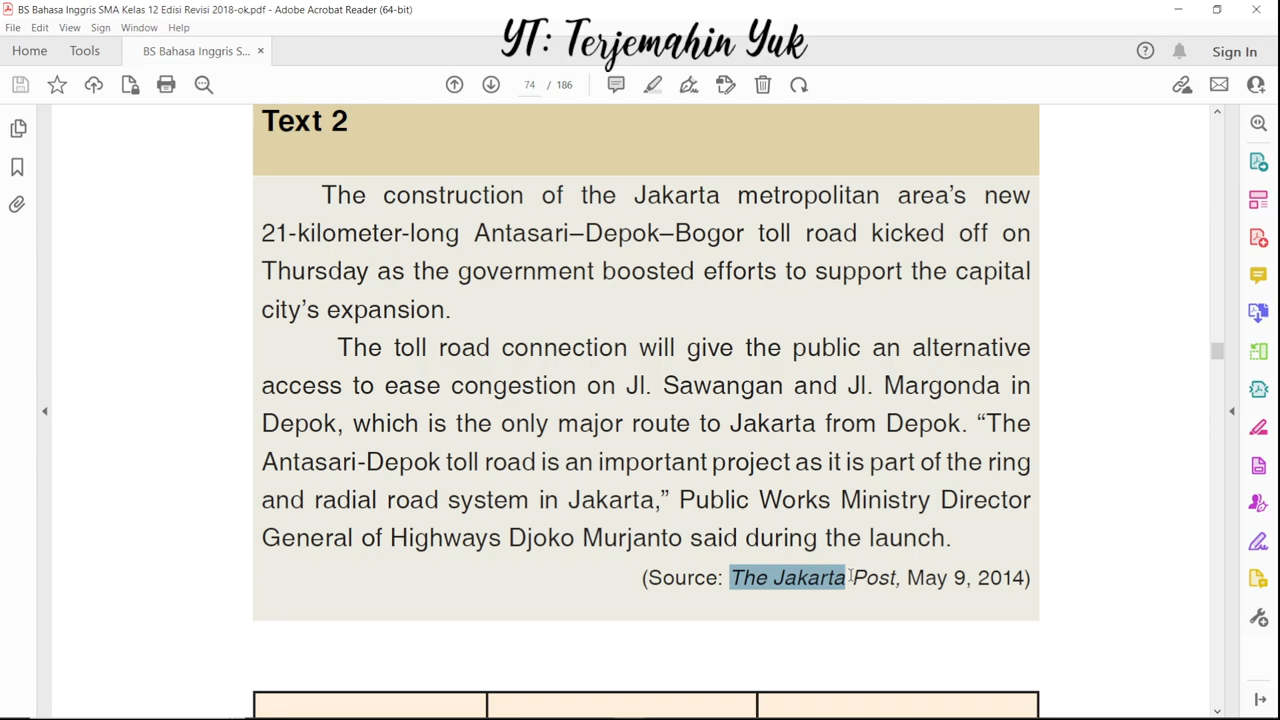 BS Bahasa Inggris SMA Kelas 12 Edisi Revisi 2018-ok.pdf - Adobe Acrobat Reader (64-bit)
File Edit View Sign Window Help
YT: Terjemahin Yuk
Home Tools BS Bahasa Inggris S... × Sign In
74 / 186
Text 2
The construction of the Jakarta metropolitan area’s new
21-kilometer-long Antasari–Depok–Bogor toll road kicked off on
Thursday as the government boosted efforts to support the capital
city’s expansion.
The toll road connection will give the public an alternative
access to ease congestion on Jl. Sawangan and Jl. Margonda in
Depok, which is the only major route to Jakarta from Depok. “The
Antasari-Depok toll road is an important project as it is part of the ring
and radial road system in Jakarta,” Public Works Ministry Director
General of Highways Djoko Murjanto said during the launch.
(Source: The Jakarta Post, May 9, 2014)